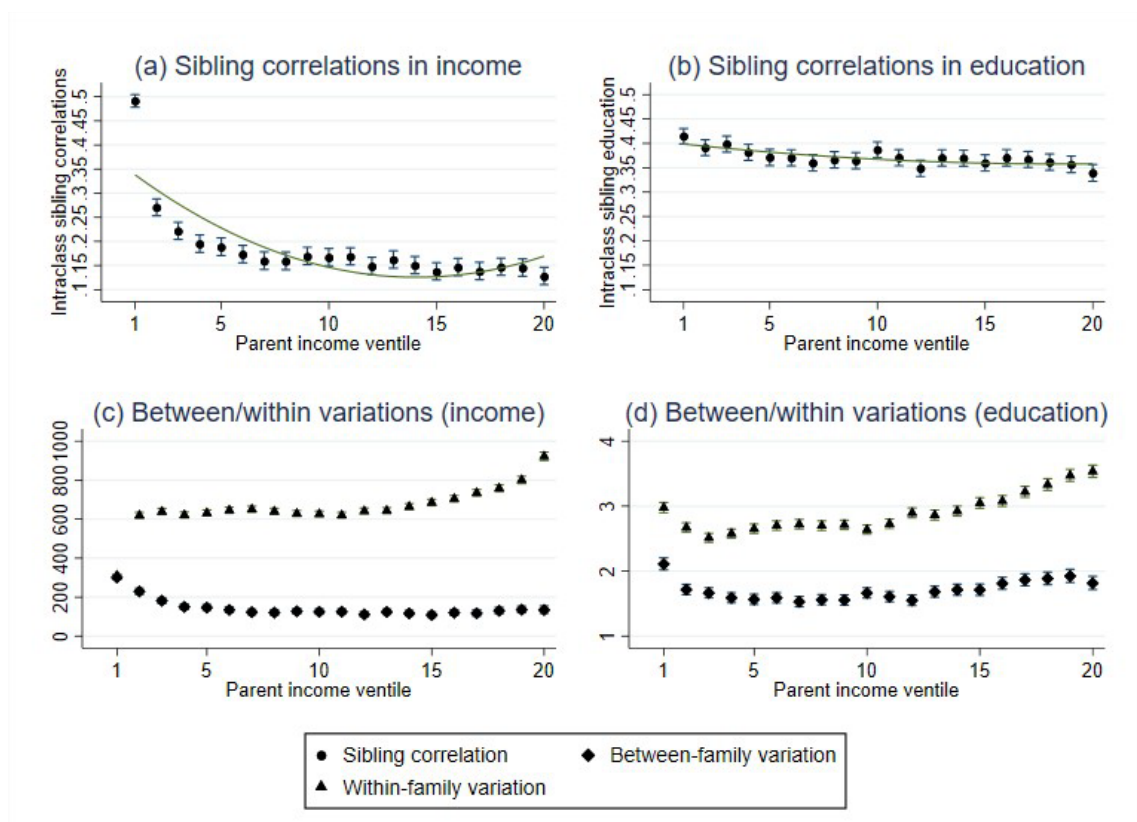 (a) Sibling correlations in income
Intraclass sibling correlations
.1 .15 .2 .25 .3 .35 .4 .45 .5
1 5 10 15 20
Parent income ventile
(b) Sibling correlations in education
Intraclass sibling education
.1 .15 .2 .25 .3 .35 .4 .45 .5
1 5 10 15 20
Parent income ventile
(c) Between/within variations (income)
0 200 400 600 800 1000
1 5 10 15 20
Parent income ventile
(d) Between/within variations (education)
1 2 3 4
1 5 10 15 20
Parent income ventile
Sibling correlation
Between-family variation
Within-family variation